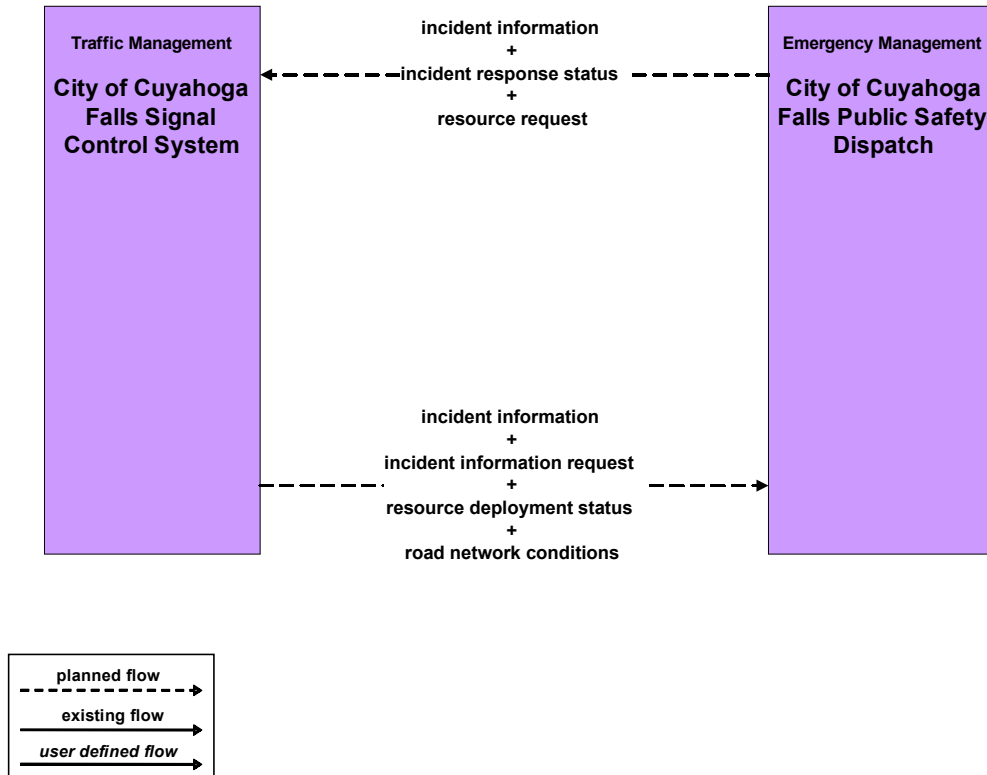 Traffic Management
City of Cuyahoga
Falls Signal
Control System
incident information
+
incident response status
+
resource request
Emergency Management
City of Cuyahoga
Falls Public Safety
Dispatch
incident information
+
incident information request
+
resource deployment status
+
road network conditions
planned flow
existing flow
user defined flow